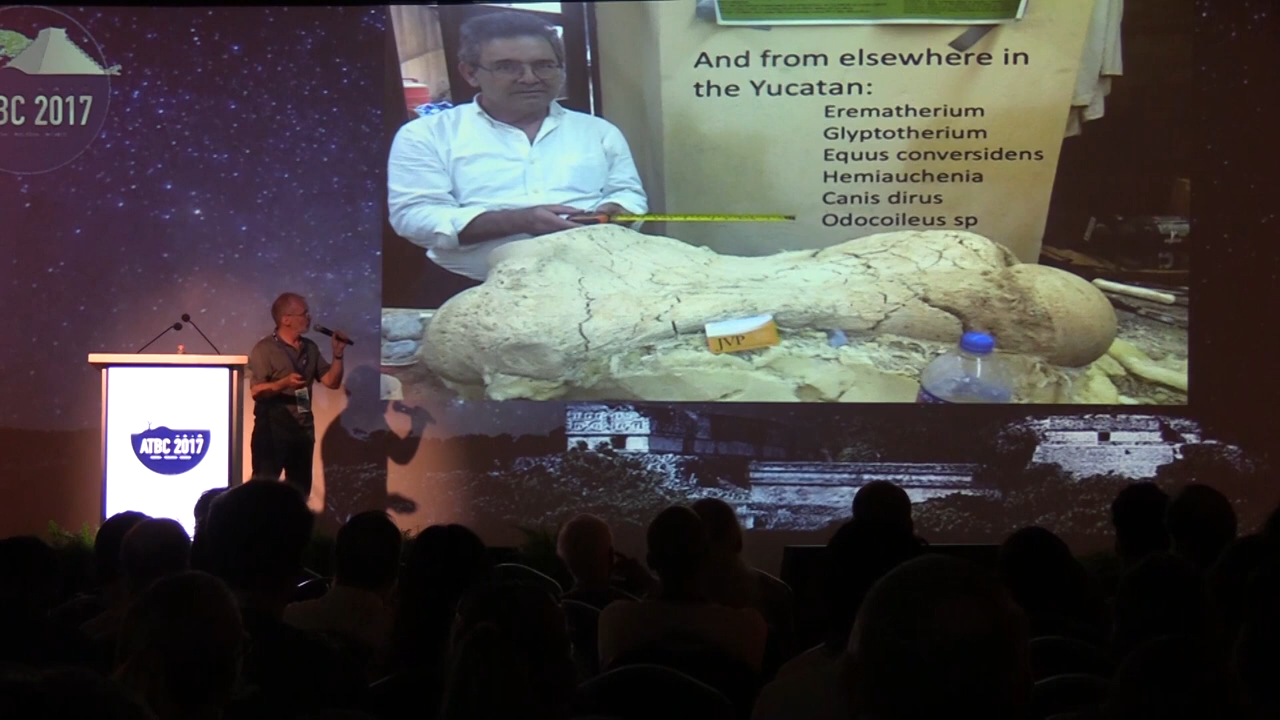 BC 2017
And from elsewhere in
the Yucatan:
Erematherium
Glyptotherium
Equus conversidens
Hemiauchenia
Canis dirus
Odocoileus sp
JVP
ATBC 2017